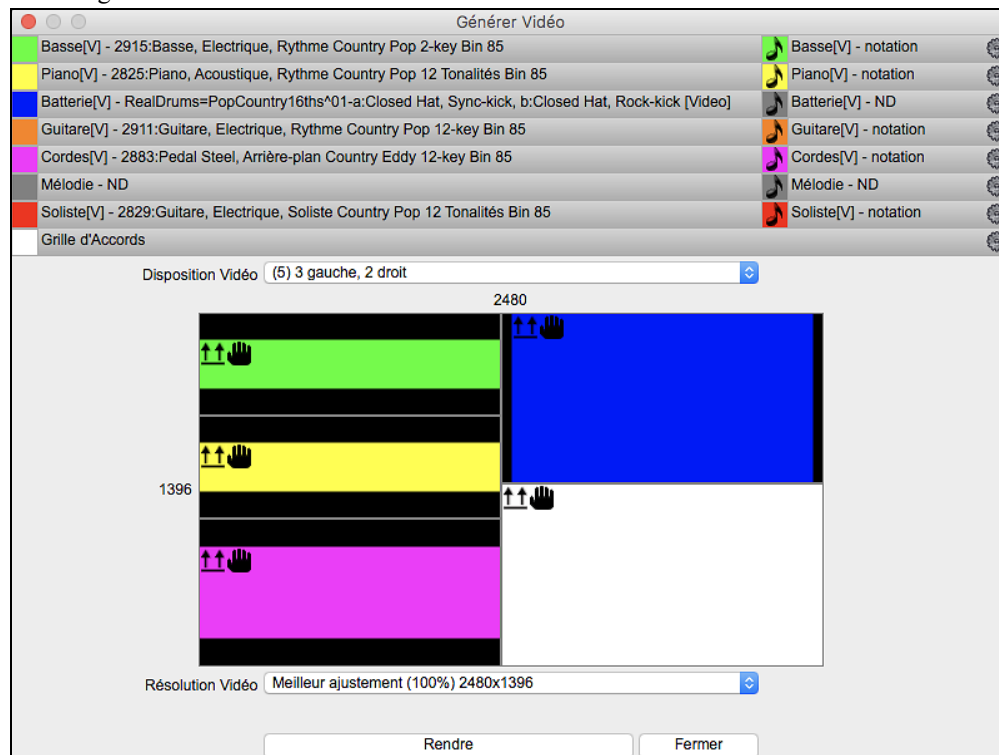 Générer Vidéo
Basse[V] - 2915:Basse, Electrique, Rythme Country Pop 2-key Bin 85 Basse[V] - notation
Piano[V] - 2825:Piano, Acoustique, Rythme Country Pop 12 Tonalités Bin 85 Piano[V] - notation
Batterie[V] - RealDrums=PopCountry16ths^01-a:Closed Hat, Sync-kick, b:Closed Hat, Rock-kick [Video] Batterie[V] - ND
Guitare[V] - 2911:Guitare, Electrique, Rythme Country Pop 12-key Bin 85 Guitare[V] - notation
Cordes[V] - 2883:Pedal Steel, Arrière-plan Country Eddy 12-key Bin 85 Cordes[V] - notation
Mélodie - ND Mélodie - ND
Soliste[V] - 2829:Guitare, Electrique, Soliste Country Pop 12 Tonalités Bin 85 Soliste[V] - notation
Grille d'Accords
Disposition Vidéo (5) 3 gauche, 2 droit
2480
1396
Résolution Vidéo Meilleur ajustement (100%) 2480x1396
Rendre Fermer